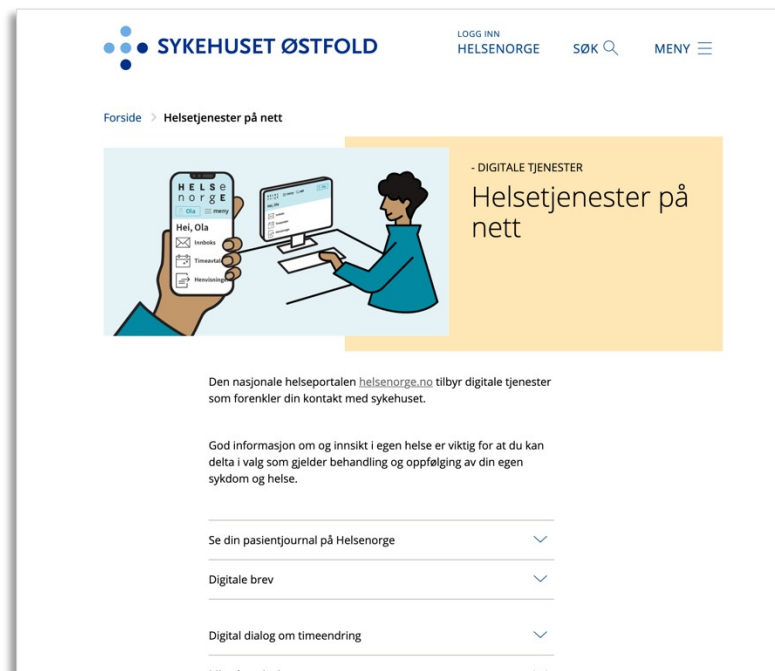 SYKEHUSET ØSTFOLD
LOGG INN
HELSENORGE
SØK
MENY
Forside > Helsetjenester på nett
HELSe
norgE
Ola
meny
Hei, Ola
Innboks
Timeavtal
Henvisning
- DIGITALE TJENESTER
Helsetjenester på
nett
Den nasjonale helseportalen helsenorge.no tilbyr digitale tjenester
som forenkler din kontakt med sykehuset.
God informasjon om og innsikt i egen helse er viktig for at du kan
delta i valg som gjelder behandling og oppfølging av din egen
sykdom og helse.
Se din pasientjournal på Helsenorge
Digitale brev
Digital dialog om timeendring